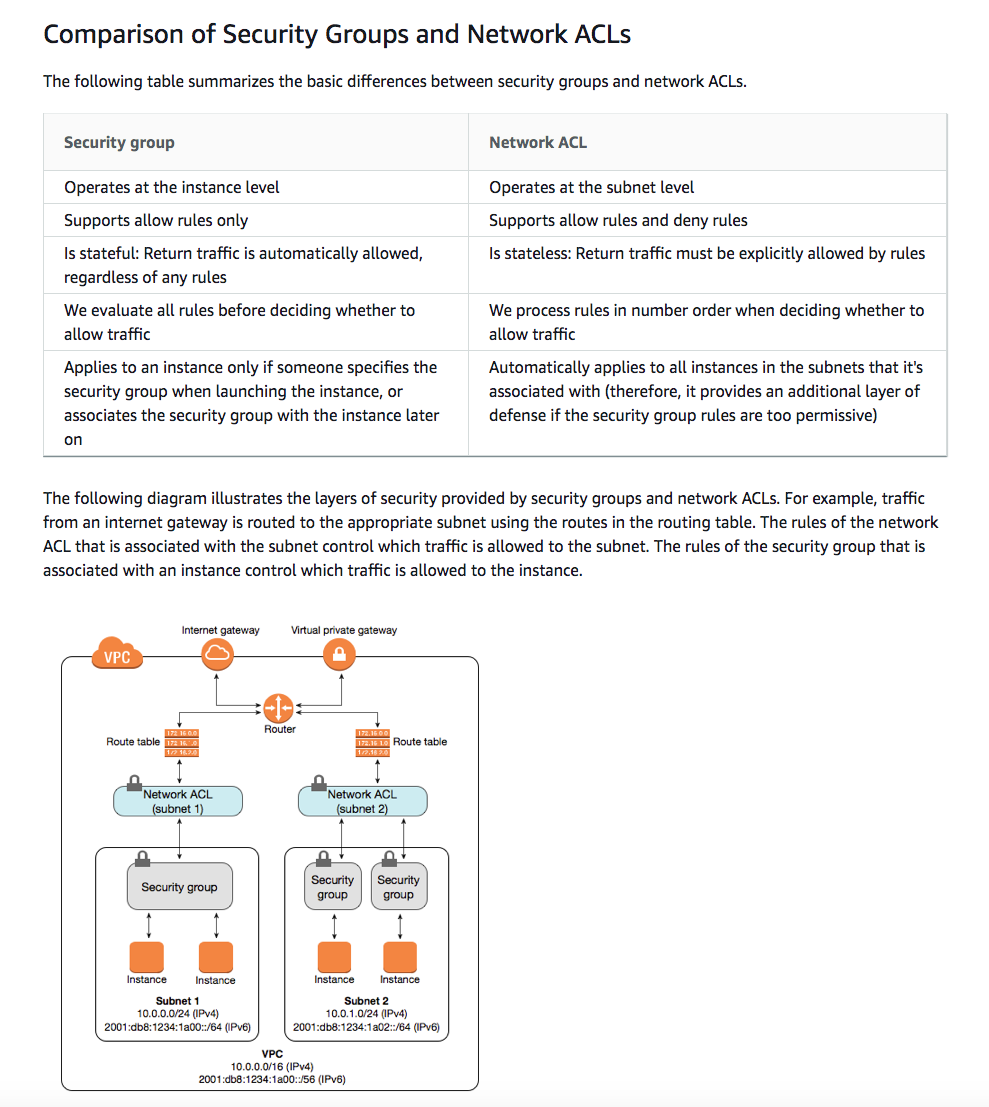 Comparison of Security Groups and Network ACLs
The following table summarizes the basic differences between security groups and network ACLs.
Security group
Network ACL
Operates at the instance level
Operates at the subnet level
Supports allow rules only
Supports allow rules and deny rules
Is stateful: Return traffic is automatically allowed,
regardless of any rules
Is stateless: Return traffic must be explicitly allowed by rules
We evaluate all rules before deciding whether to
allow traffic
We process rules in number order when deciding whether to
allow traffic
Applies to an instance only if someone specifies the
security group when launching the instance, or
associates the security group with the instance later
on
Automatically applies to all instances in the subnets that it's
associated with (therefore, it provides an additional layer of
defense if the security group rules are too permissive)
The following diagram illustrates the layers of security provided by security groups and network ACLs. For example, traffic
from an internet gateway is routed to the appropriate subnet using the routes in the routing table. The rules of the network
ACL that is associated with the subnet control which traffic is allowed to the subnet. The rules of the security group that is
associated with an instance control which traffic is allowed to the instance.
Internet gateway
Virtual private gateway
VPC
Router
Route table
Route table
Network ACL
(subnet 1)
Network ACL
(subnet 2)
Security group
Security
group
Security
group
Instance
Instance
Instance
Instance
Subnet 1
10.0.0.0/24 (IPv4)
2001:db8:1234:1a00::/64 (IPv6)
Subnet 2
10.0.1.0/24 (IPv4)
2001:db8:1234:1a02::/64 (IPv6)
VPC
10.0.0.0/16 (IPv4)
2001:db8:1234:1a00::/56 (IPv6)